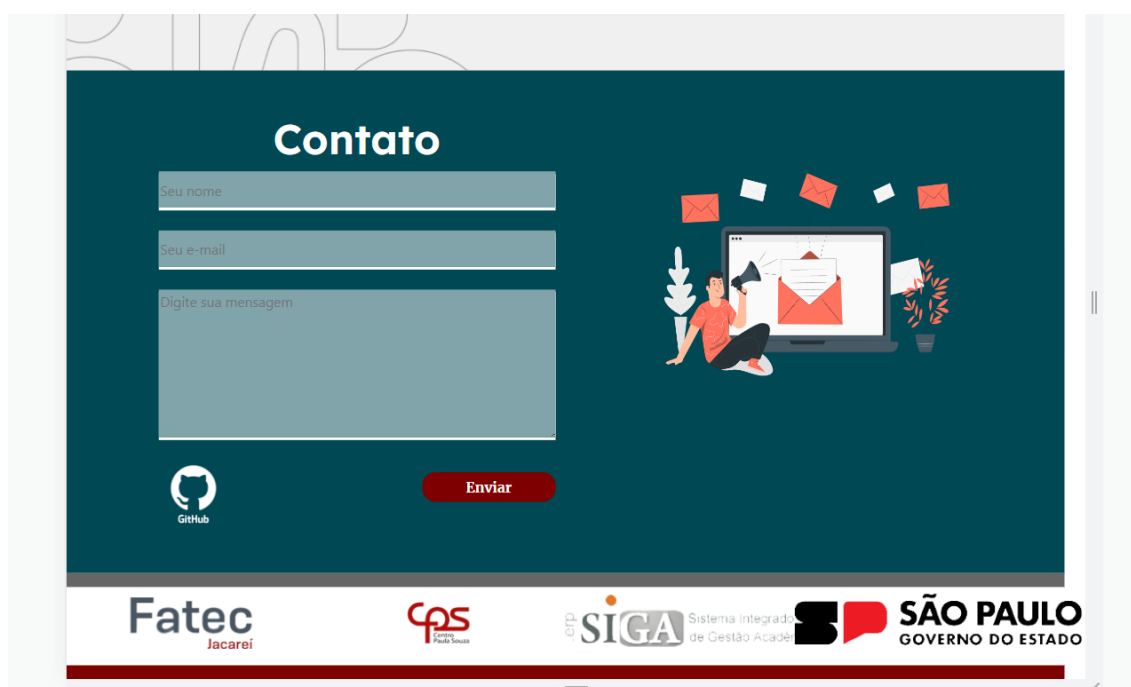 Contato
Seu nome
Seu e-mail
Digite sua mensagem
GitHub
Enviar
Fatec
Jacareí
CPS
Centro
Paula Souza
.erp
SIGA
Sistema Integrado
de Gestão Acadêm
SÃO PAULO
GOVERNO DO ESTADO